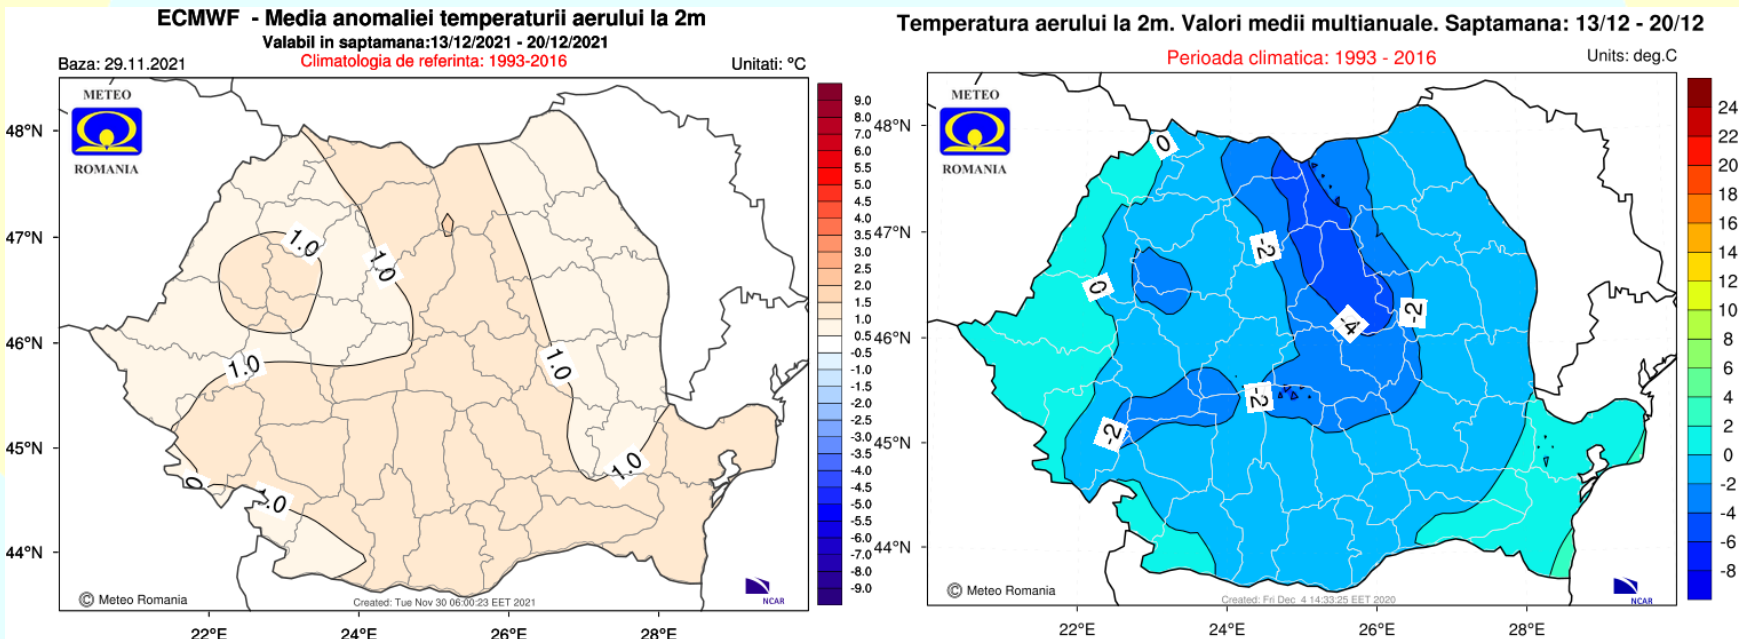 ECMWF - Media anomaliei temperaturii aerului la 2m
Valabil in saptamana:13/12/2021 - 20/12/2021
Climatologia de referinta: 1993-2016
Baza: 29.11.2021
Unitati: °C
METEO
ROMANIA
48°N
47°N
46°N
45°N
44°N
22°E
24°E
26°E
28°E
1.0
1.0
1.0
1.0
1.0
.0
0
© Meteo Romania
Created: Tue Nov 30 06:00:23 EET 2021
NCAR
9.0
8.0
7.0
6.0
5.5
5.0
4.5
4.0
3.5
3.0
2.5
2.0
1.5
1.0
0.5
-0.5
-1.0
-1.5
-2.0
-2.5
-3.0
-3.5
-4.0
-4.5
-5.0
-5.5
-6.0
-7.0
-8.0
-9.0
Temperatura aerului la 2m. Valori medii multianuale. Saptamana: 13/12 - 20/12
Perioada climatica: 1993 - 2016
Units: deg.C
METEO
ROMANIA
48°N
47°N
46°N
45°N
44°N
22°E
24°E
26°E
28°E
0
-2
0
-4
-2
-2
-2
© Meteo Romania
Created: Fri Dec 4 14:33:25 EET 2020
NCAR
24
22
20
18
16
14
12
10
8
6
4
2
0
-2
-4
-6
-8